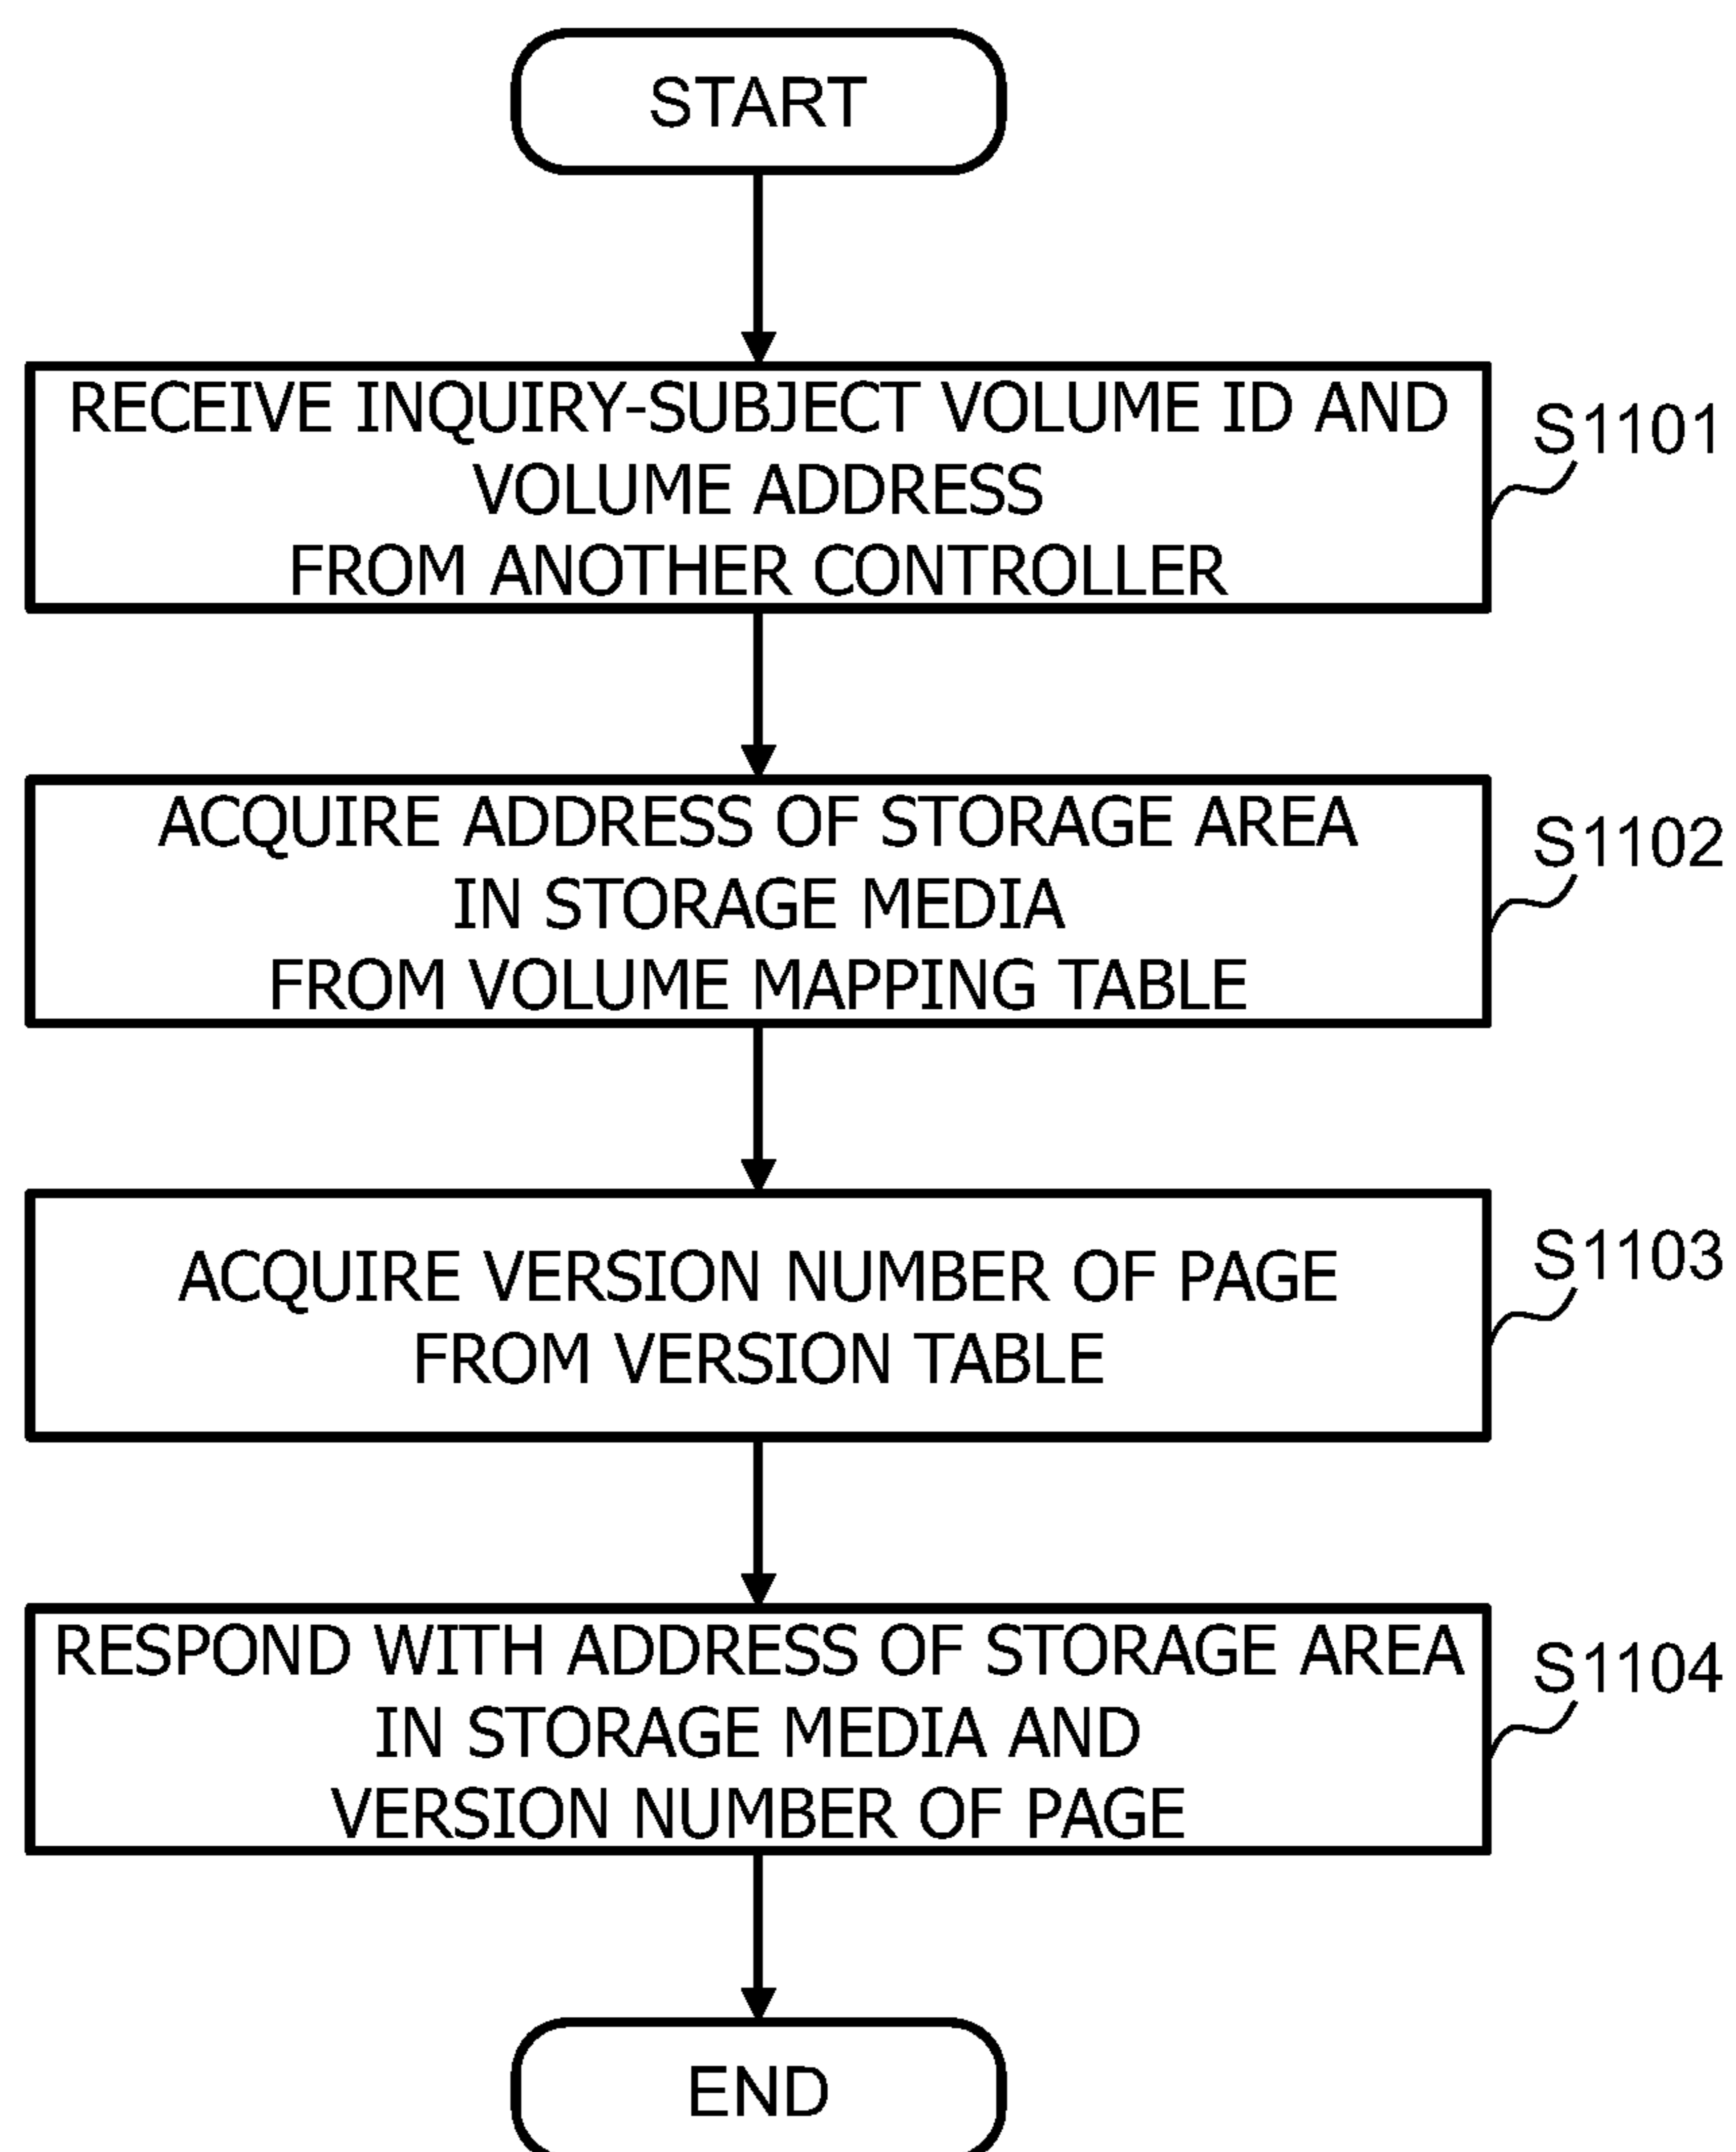 START
RECEIVE INQUIRY-SUBJECT VOLUME ID AND
VOLUME ADDRESS
FROM ANOTHER CONTROLLER
S1101
ACQUIRE ADDRESS OF STORAGE AREA
IN STORAGE MEDIA
FROM VOLUME MAPPING TABLE
S1102
ACQUIRE VERSION NUMBER OF PAGE
FROM VERSION TABLE
S1103
RESPOND WITH ADDRESS OF STORAGE AREA
IN STORAGE MEDIA AND
VERSION NUMBER OF PAGE
S1104
END